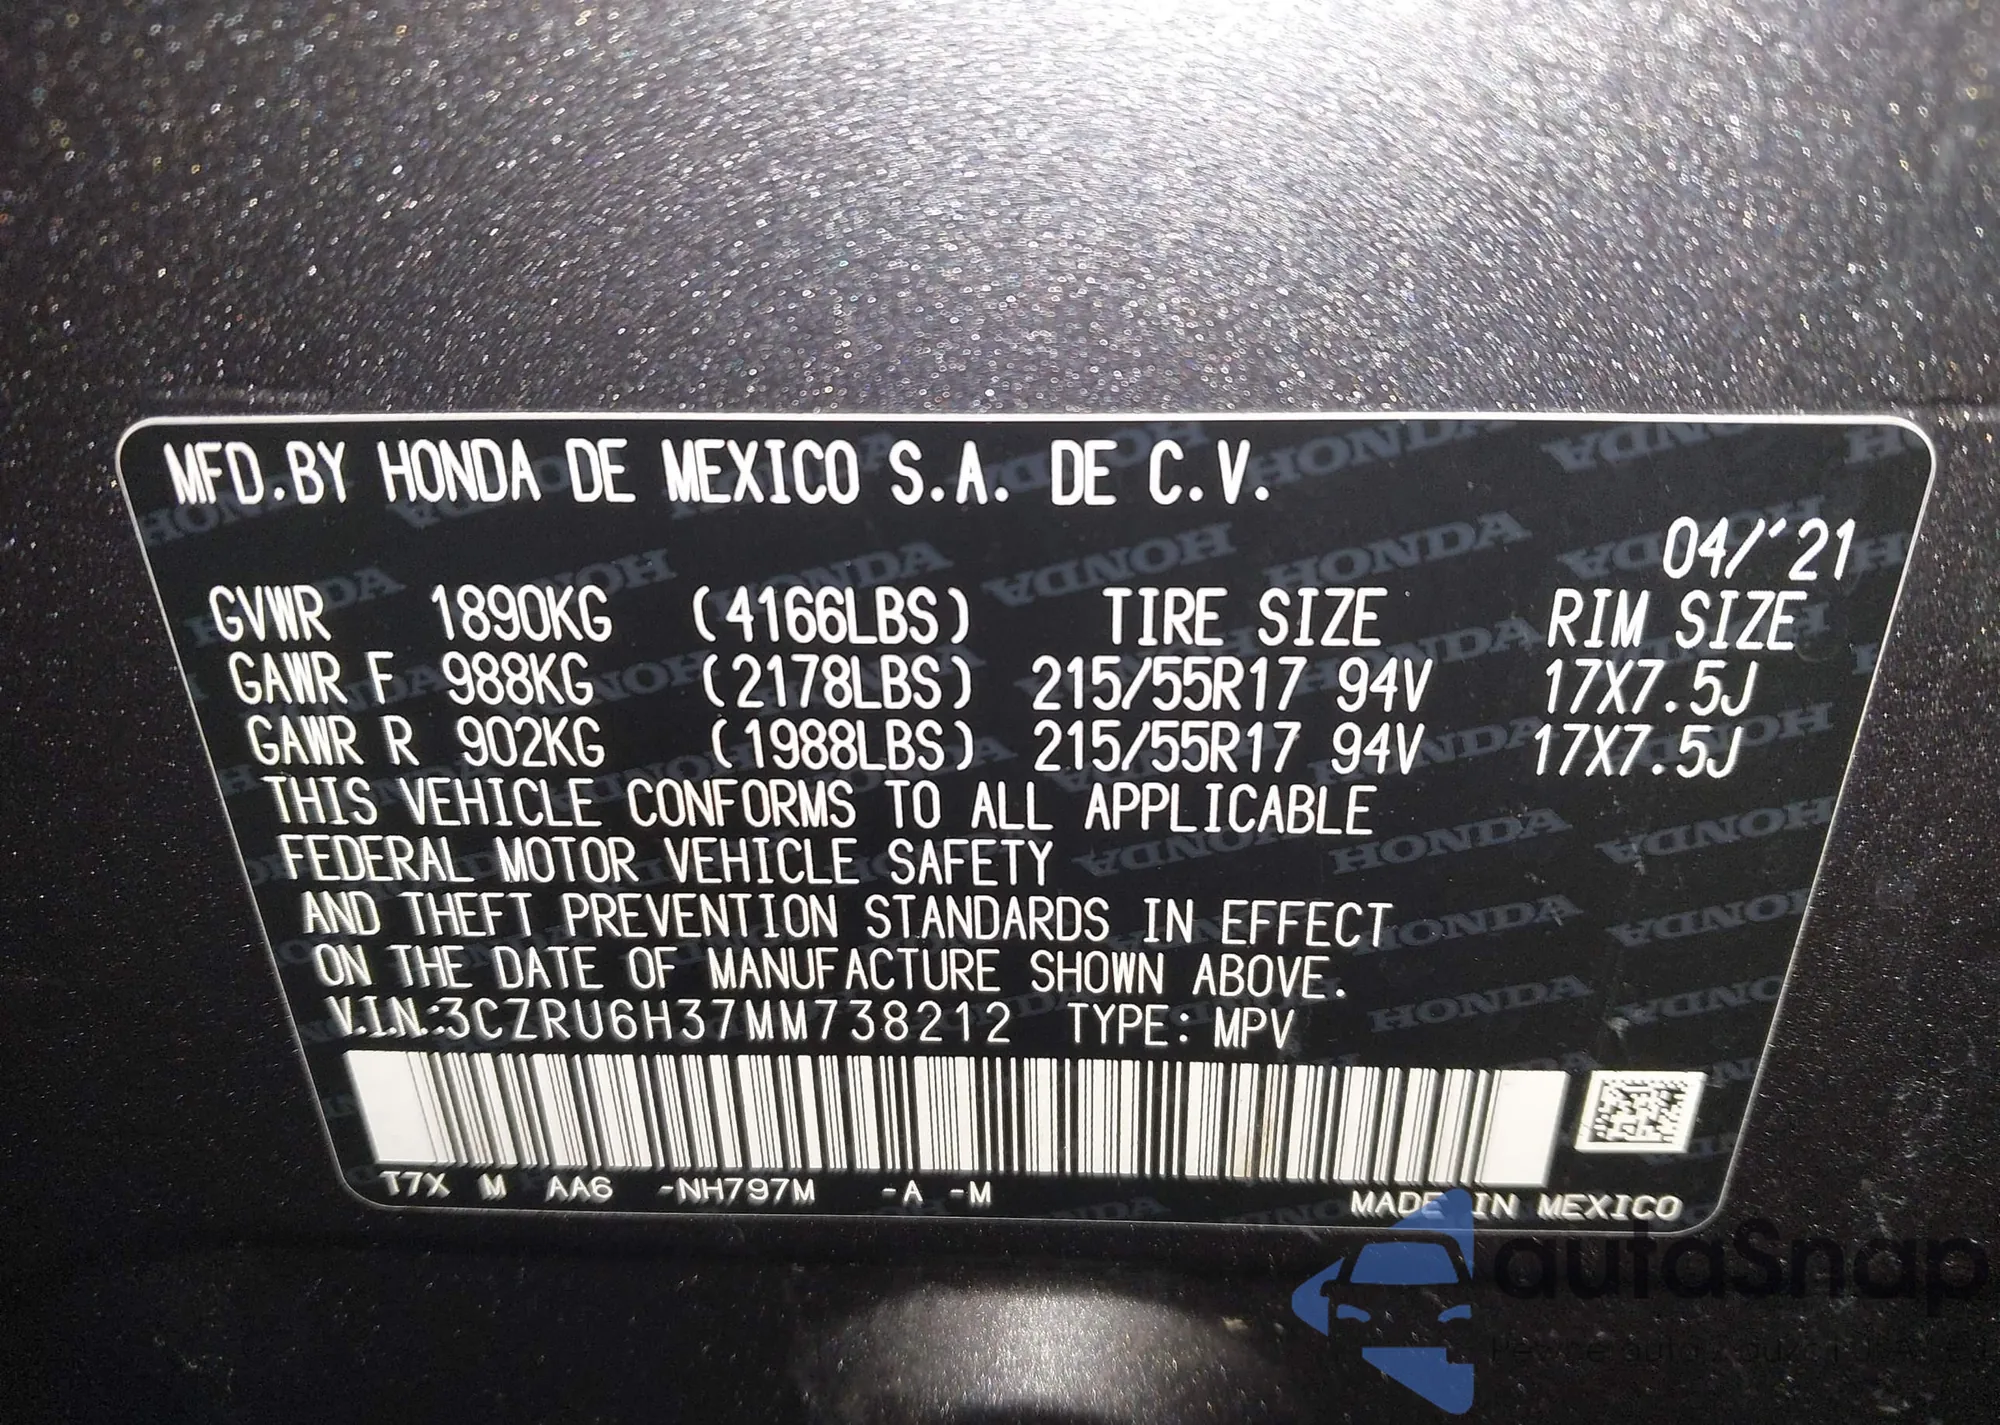 MFD.BY HONDA DE MEXICO S.A. DE C.V.
04/'21
GVWR 1890KG (4166LBS) TIRE SIZE RIM SIZE
GAWR F 988KG (2178LBS) 215/55R17 94V 17X7.5J
GAWR R 902KG (1988LBS) 215/55R17 94V 17X7.5J
THIS VEHICLE CONFORMS TO ALL APPLICABLE
FEDERAL MOTOR VEHICLE SAFETY
AND THEFT PREVENTION STANDARDS IN EFFECT
ON THE DATE OF MANUFACTURE SHOWN ABOVE.
V.I.N.:3CZRU6H37MM738212 TYPE: MPV
T7X M AA6 -NH797M -A -M MADE IN MEXICO
autaSnap